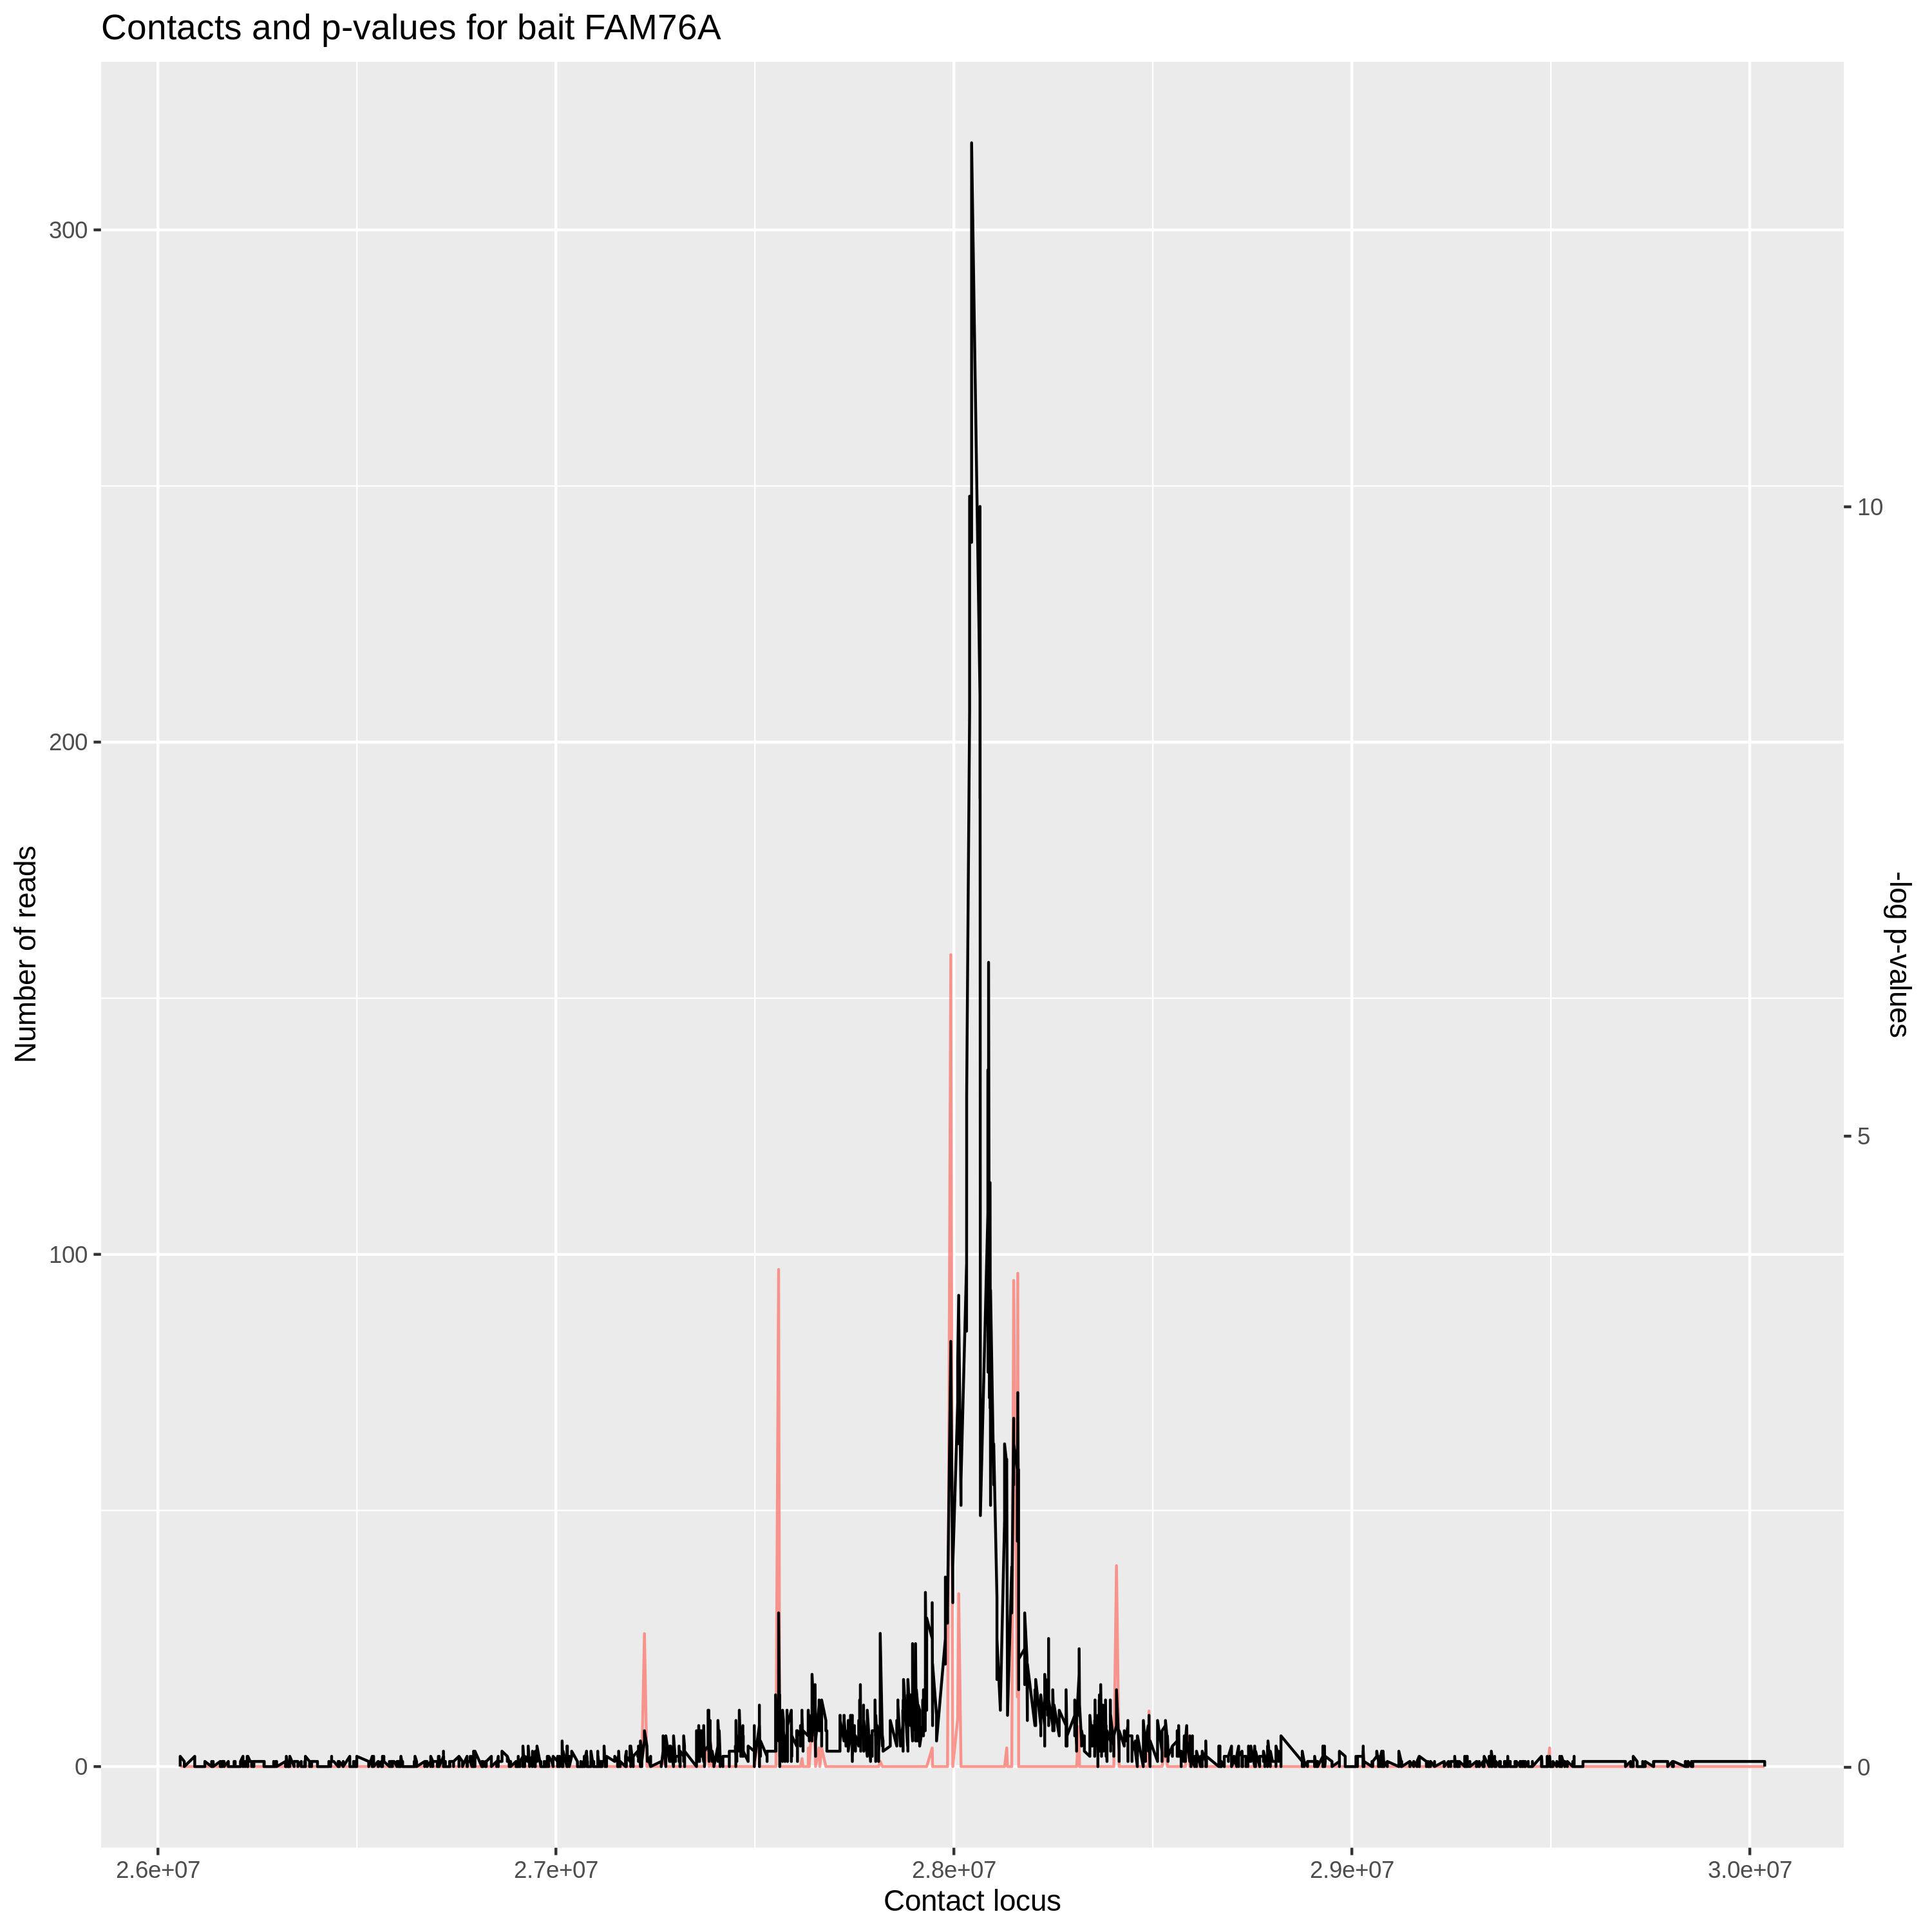 Contacts and p-values for bait FAM76A
300
200
100
0
Number of reads
10
5
0
-log p-values
2.6e+07
2.7e+07
2.8e+07
2.9e+07
3.0e+07
Contact locus